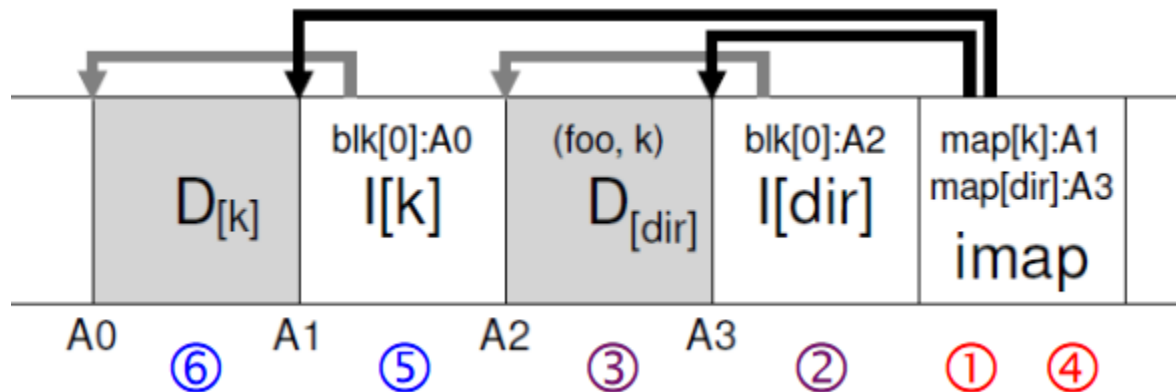 blk[0]:A0 (foo, k) blk[0]:A2 map[k]:A1
map[dir]:A3
D[k] I[k] D[dir] I[dir]
imap
A0 A1 A2 A3
⑥ ⑤ ③ ② ① ④